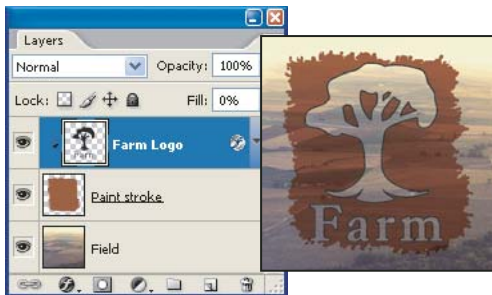 Layers
Normal Opacity: 100%
Lock: Fill: 0%
Farm Logo
Paint stroke
Field
Farm